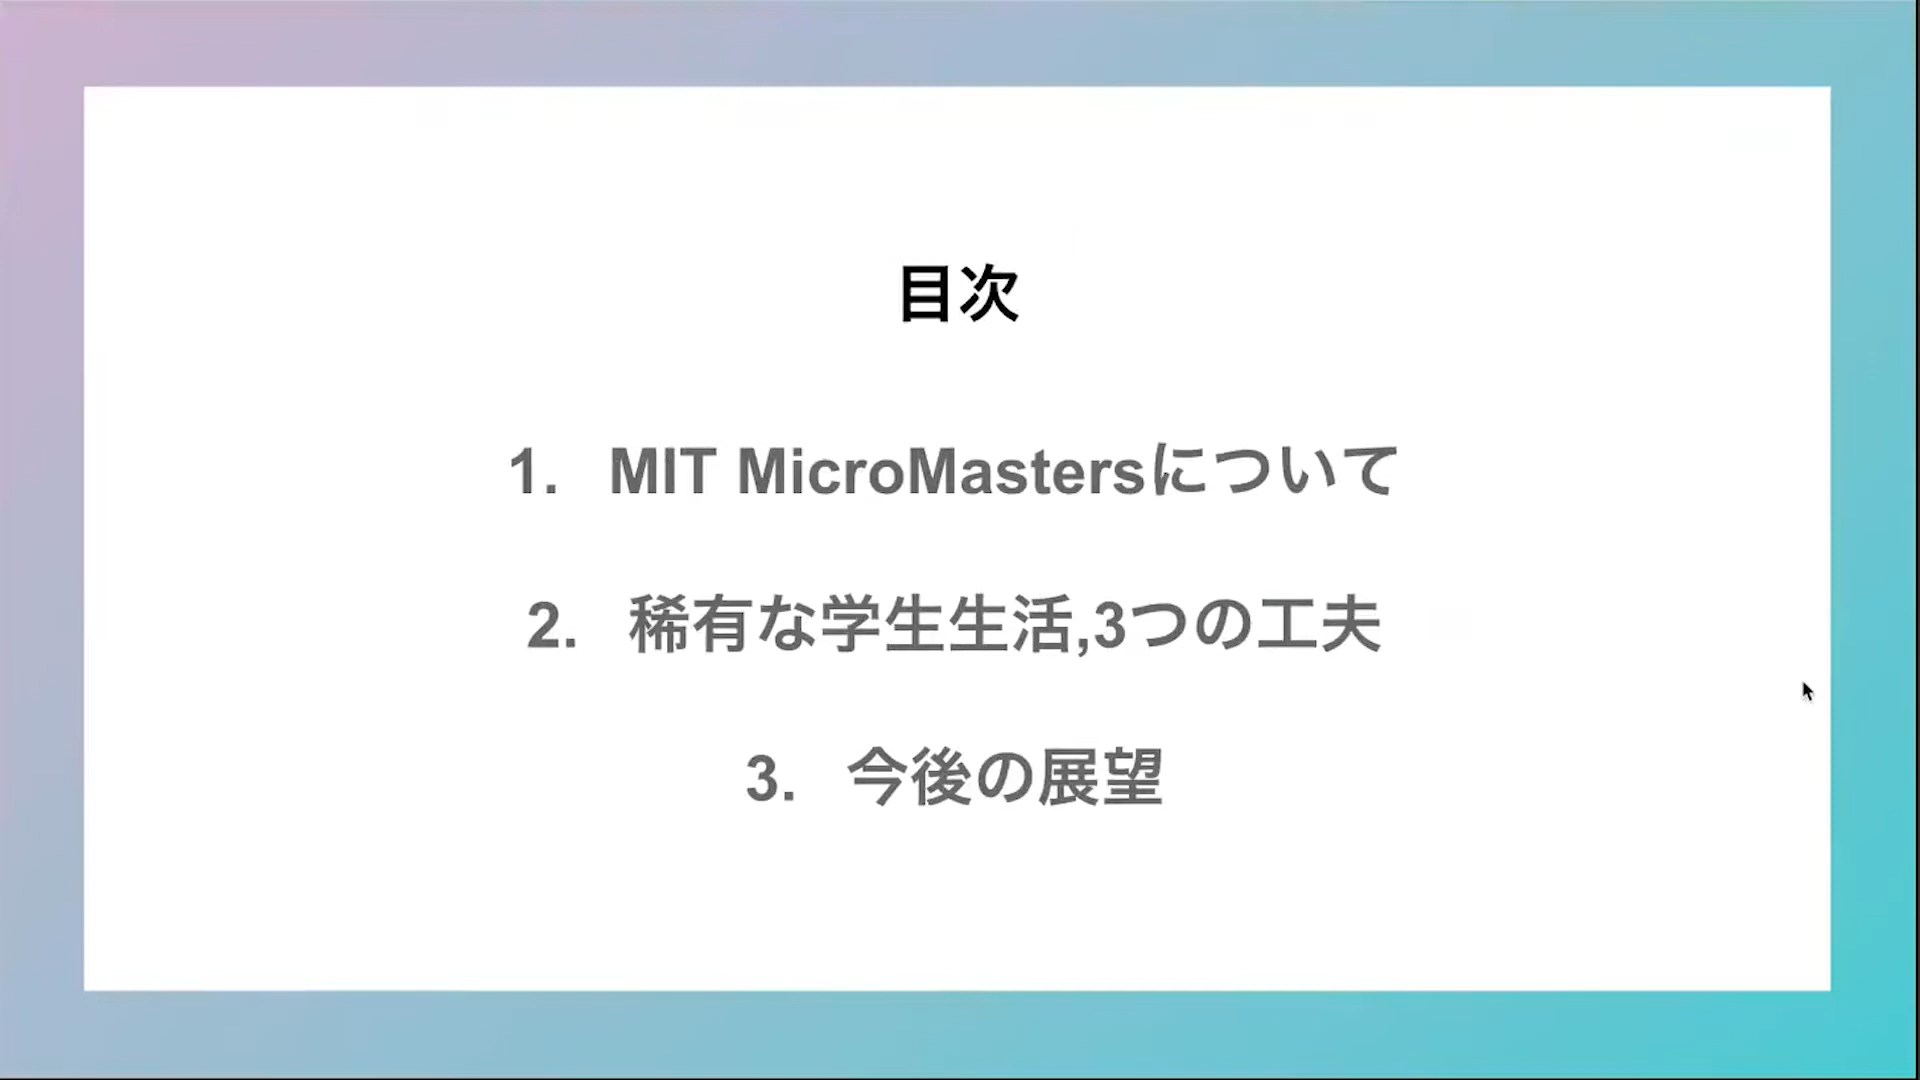 目次
1. MIT MicroMastersについて
2. 稀有な学生生活,3つの工夫
3. 今後の展望